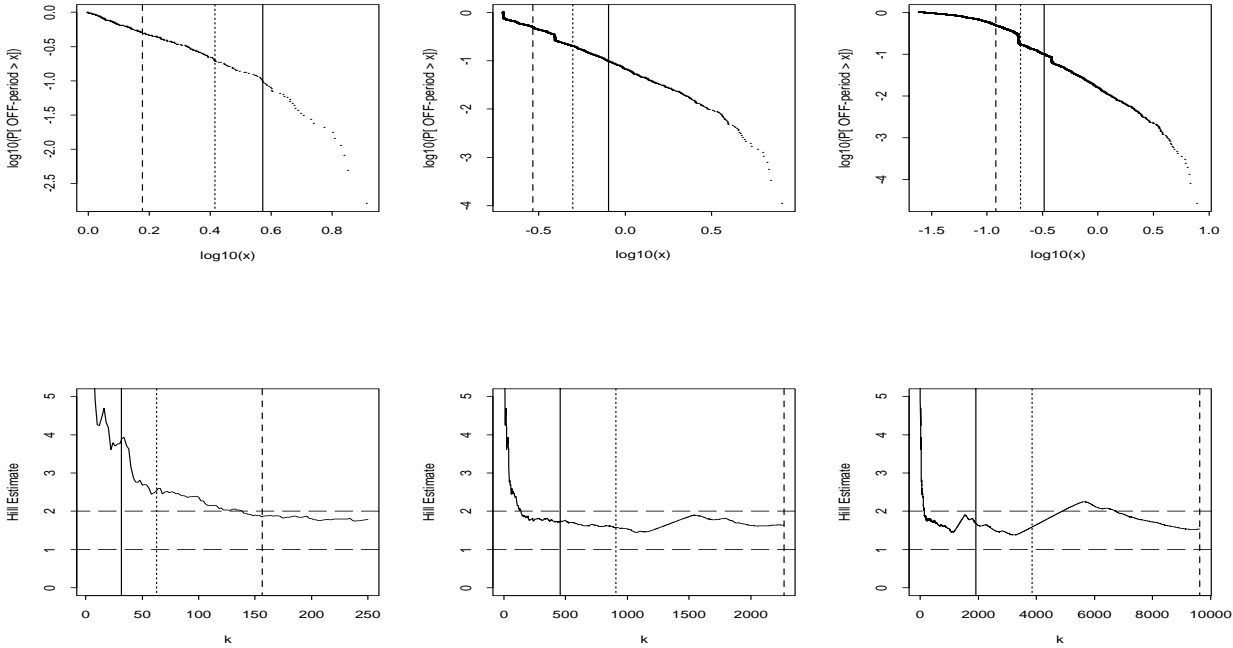 log10(P[ OFF-period > x])
0.0
-0.5
-1.0
-1.5
-2.0
-2.5
0.0 0.2 0.4 0.6 0.8
log10(x)
log10(P[ OFF-period > x])
0
-1
-2
-3
-4
-0.5 0.0 0.5
log10(x)
log10(P[ OFF-period > x])
0
-2
-4
-1.5 -1.0 -0.5 0.0 0.5 1.0
log10(x)
Hill Estimate
5
4
3
2
1
0
0 50 100 150 200 250
k
Hill Estimate
5
4
3
2
1
0
0 500 1000 1500 2000
k
Hill Estimate
5
4
3
2
1
0
0 2000 4000 6000 8000 10000
k